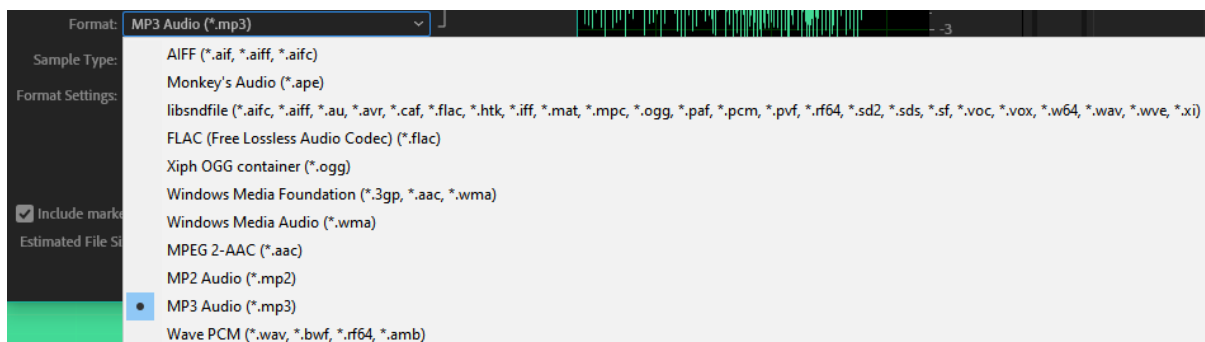 Format: MP3 Audio (*.mp3)
-3
Sample Type:
Format Settings:
AIFF (*.aif, *.aiff, *.aifc)
Monkey's Audio (*.ape)
libsndfile (*.aifc, *.aiff, *.au, *.avr, *.caf, *.flac, *.htk, *.iff, *.mat, *.mpc, *.ogg, *.paf, *.pcm, *.pvf, *.rf64, *.sd2, *.sds, *.sf, *.voc, *.vox, *.w64, *.wav, *.wve, *.xi)
FLAC (Free Lossless Audio Codec) (*.flac)
Xiph OGG container (*.ogg)
Windows Media Foundation (*.3gp, *.aac, *.wma)
Include marke
Windows Media Audio (*.wma)
Estimated File Si
MPEG 2-AAC (*.aac)
MP2 Audio (*.mp2)
MP3 Audio (*.mp3)
Wave PCM (*.wav, *.bwf, *.rf64, *.amb)